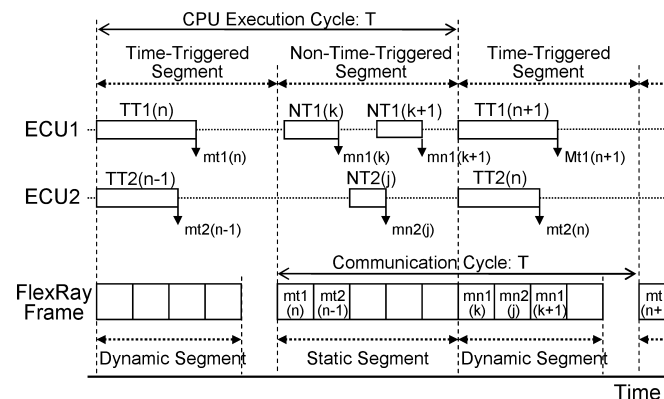 CPU Execution Cycle: T
Time-Triggered
Segment
Non-Time-Triggered
Segment
Time-Triggered
Segment
ECU1
TT1(n)
mt1(n)
NT1(k)
mn1(k)
NT1(k+1)
mn1(k+1)
TT1(n+1)
Mt1(n+1)
ECU2
TT2(n-1)
mt2(n-1)
NT2(j)
mn2(j)
TT2(n)
mt2(n)
Communication Cycle: T
FlexRay
Frame
mt1
(n)
mt2
(n-1)
mn1
(k)
mn2
(j)
mn1
(k+1)
mt
(n+
Dynamic Segment
Static Segment
Dynamic Segment
Time